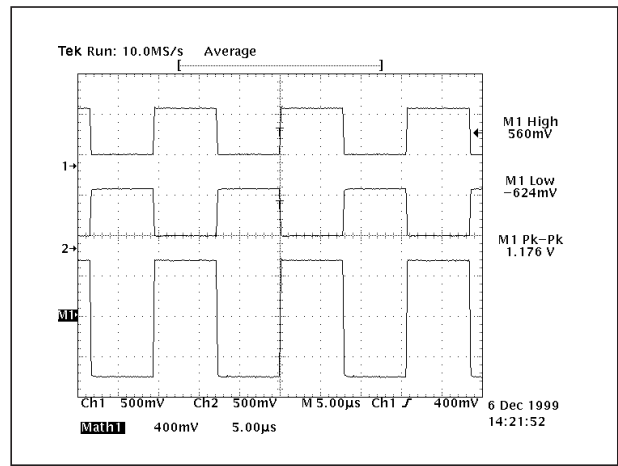 Tek Run: 10.0MS/s Average
M1 High
560mV
1
M1 Low
-624mV
2
M1 Pk-Pk
1.176 V
M1
Ch1 500mV Ch2 500mV M 5.00µs Ch1 400mV
Math1 400mV 5.00µs
6 Dec 1999
14:21:52